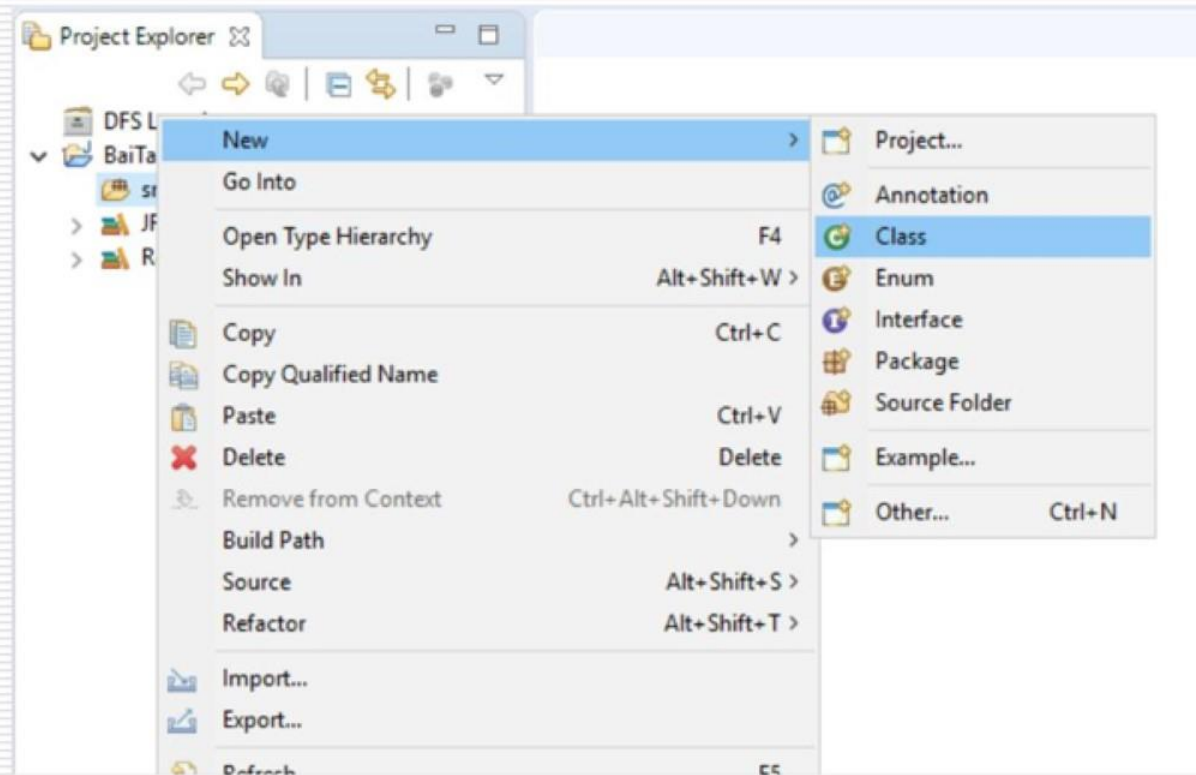 Project Explorer
DFS L
BaiTa
New
Go Into
Open Type Hierarchy F4
Show In Alt+Shift+W >
Copy Ctrl+C
Copy Qualified Name
Paste Ctrl+V
Delete Delete
Remove from Context Ctrl+Alt+Shift+Down
Build Path >
Source Alt+Shift+S >
Refactor Alt+Shift+T >
Import...
Export...
Refresh F5
Project...
Annotation
Class
Enum
Interface
Package
Source Folder
Example...
Other... Ctrl+N